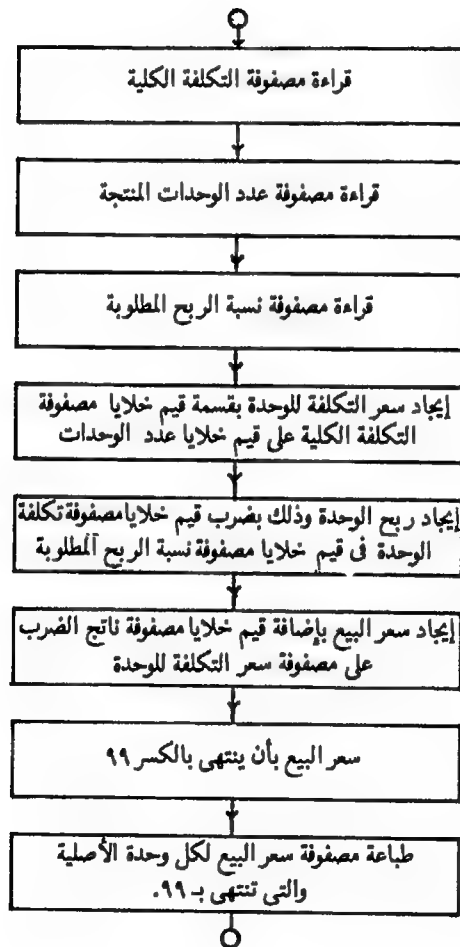 قراءة مصفوفة التكلفة الكلية
قراءة مصفوفة عدد الوحدات المنتجة
قراءة مصفوفة نسبة الربح المطلوبة
إيجاد سعر التكلفة للوحدة بقسمة قيم خلايا مصفوفة
التكلفة الكلية على قيم خلايا عدد الوحدات
إيجاد ربح الوحدة وذلك بضرب قيم خلايا مصفوفة تكلفة
الوحدة فى قيم خلايا مصفوفة نسبة الربح المطلوبة
إيجاد سعر البيع بإضافة قيم خلايا مصفوفة ناتج الضرب
على مصفوفة سعر التكلفة للوحدة
سعر البيع بأن ينتهى بالكسر ٩٩
طباعة مصفوفة سعر البيع لكل وحدة الأصلية
والتى تنتهى بـ ٩٩.